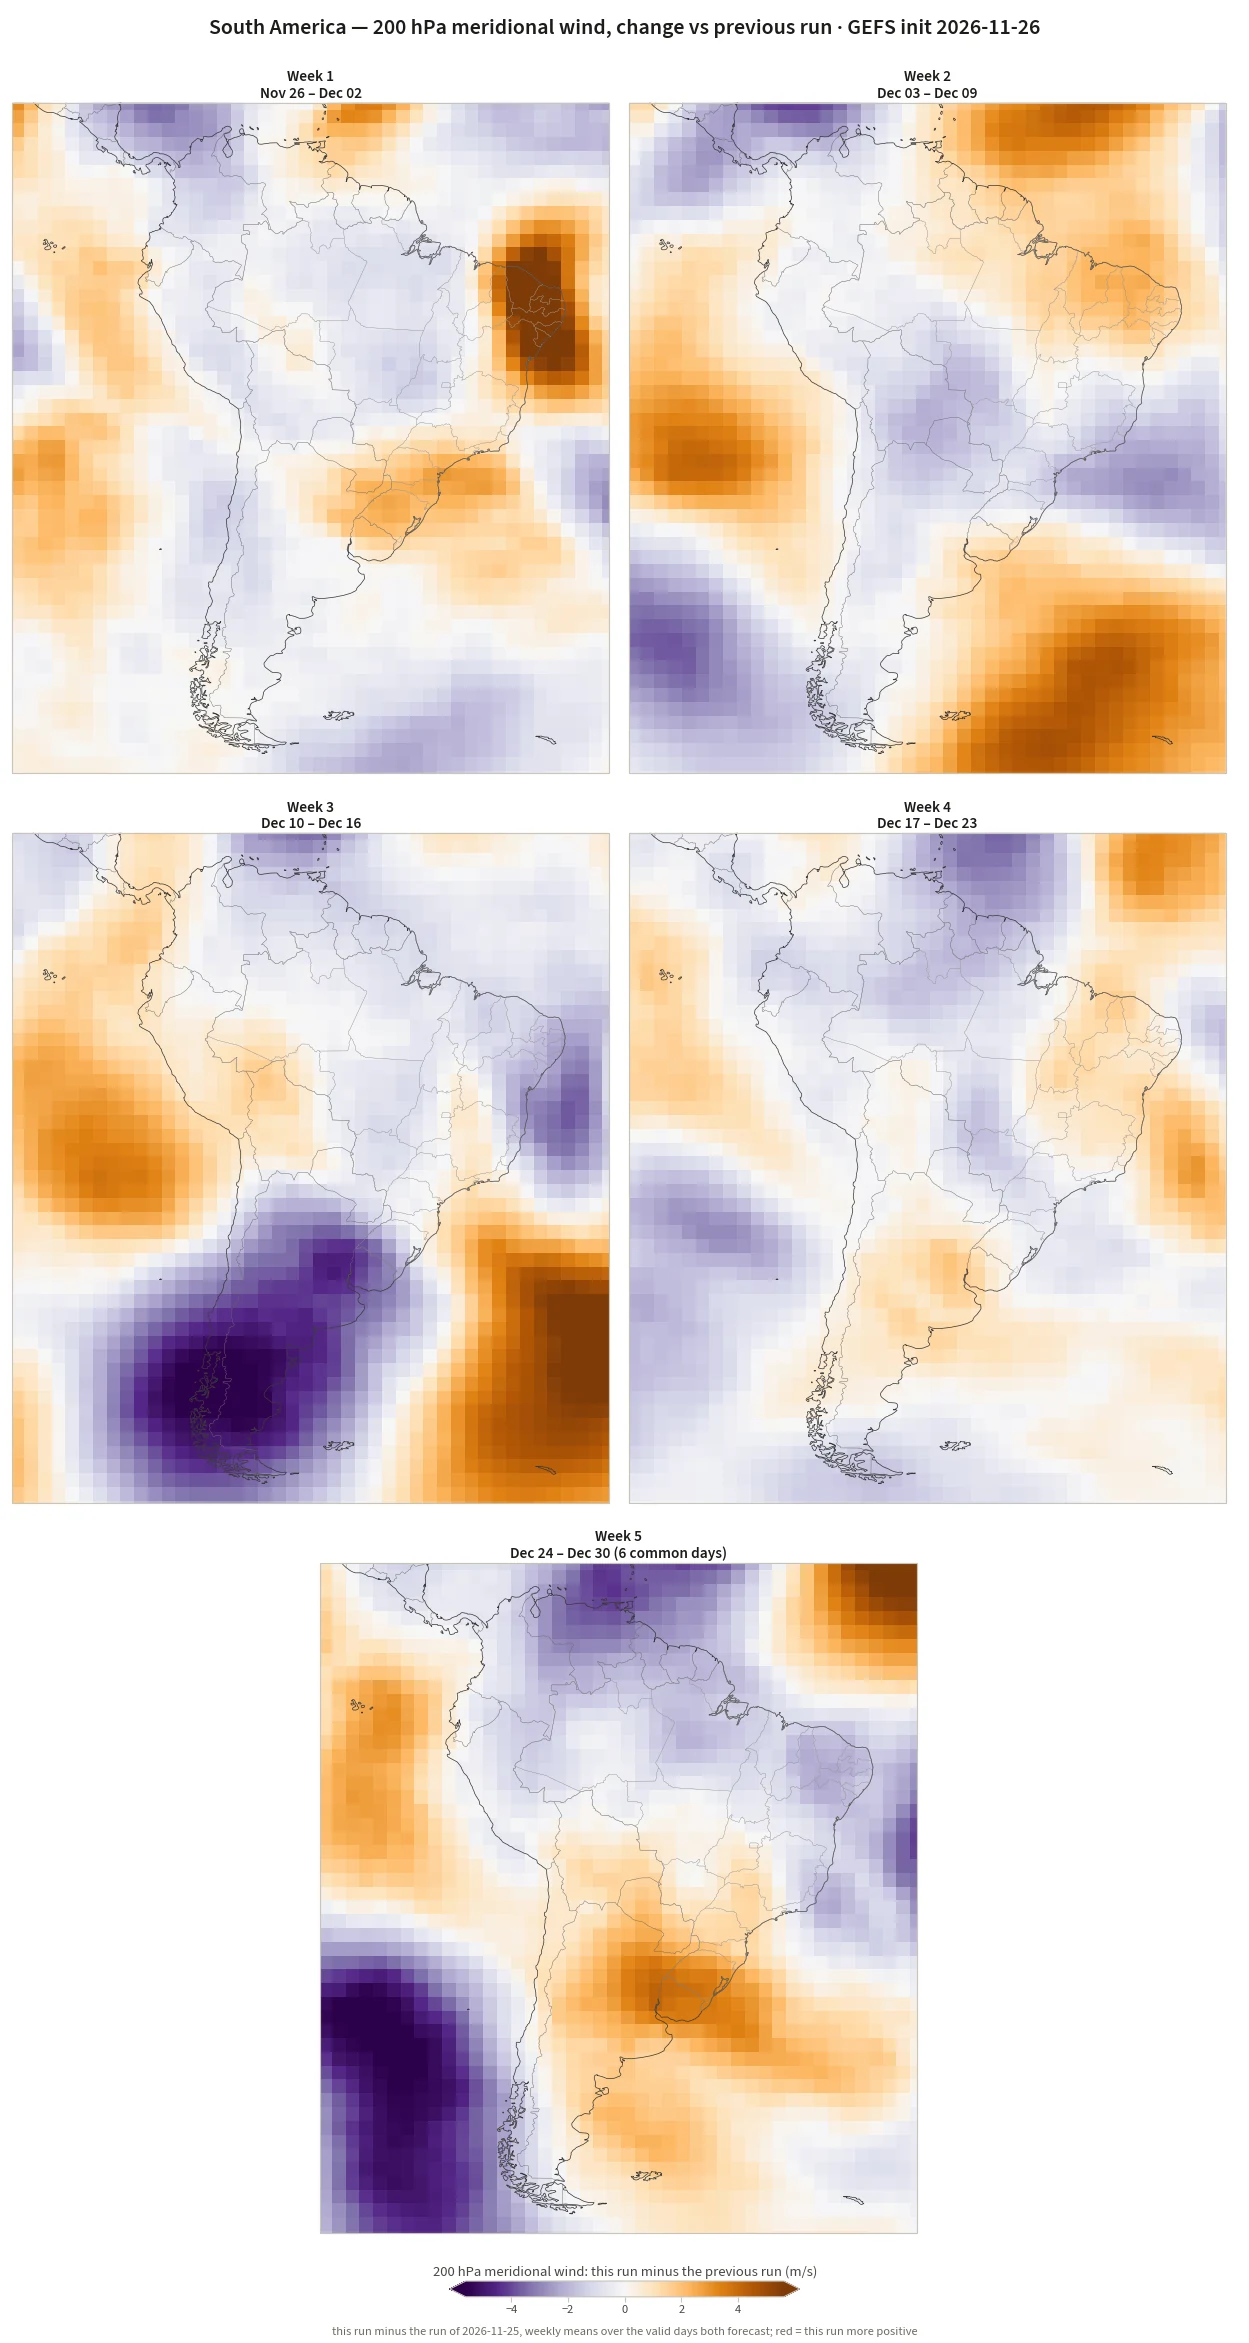 South America — 200 hPa meridional wind, change vs previous run · GEFS init 2026-11-26
Week 1
Nov 26 – Dec 02
Week 2
Dec 03 – Dec 09
Week 3
Dec 10 – Dec 16
Week 4
Dec 17 – Dec 23
Week 5
Dec 24 – Dec 30 (6 common days)
200 hPa meridional wind: this run minus the previous run (m/s)
−4 −2 0 2 4
this run minus the run of 2026-11-25, weekly means over the valid days both forecast; red = this run more positive